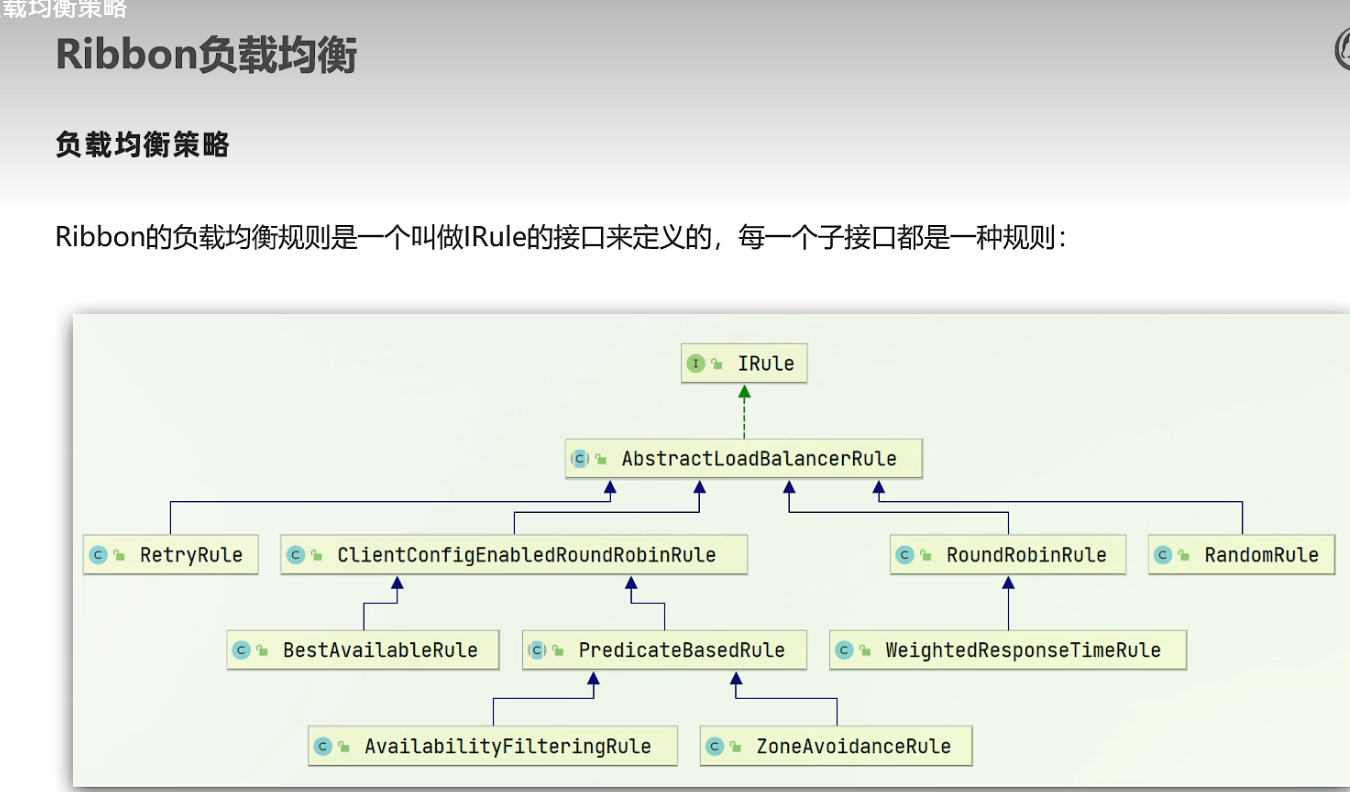 载均衡策略
Ribbon负载均衡
负载均衡策略
Ribbon的负载均衡规则是一个叫做IRule的接口来定义的，每一个子接口都是一种规则：
I IRule
C AbstractLoadBalancerRule
C RetryRule
C ClientConfigEnabledRoundRobinRule
C RoundRobinRule
C RandomRule
C BestAvailableRule
C PredicateBasedRule
C WeightedResponseTimeRule
C AvailabilityFilteringRule
C ZoneAvoidanceRule